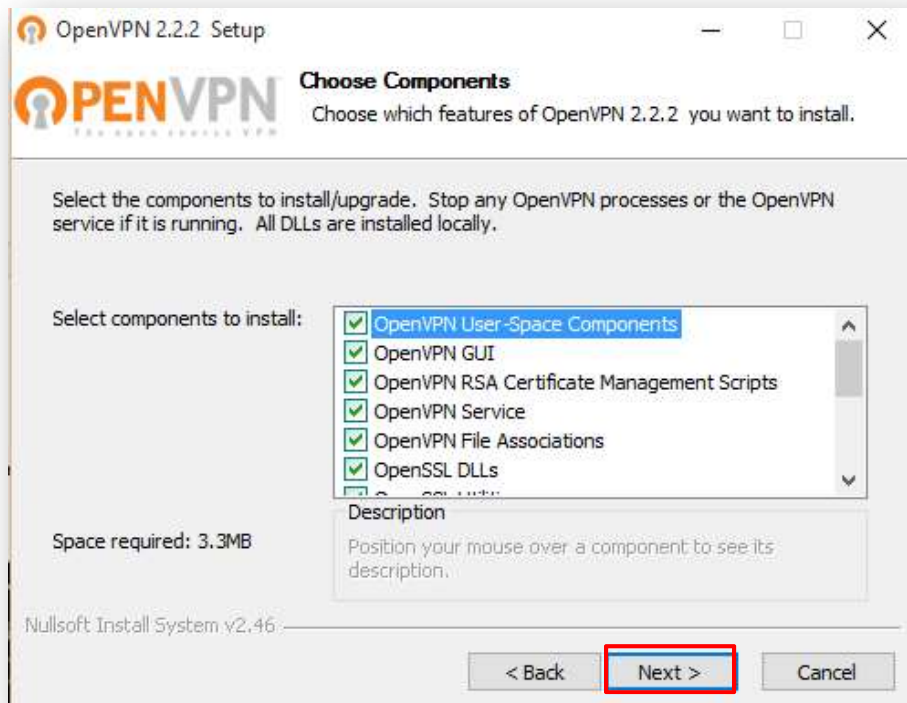 OpenVPN 2.2.2 Setup
OPENVPN
The open source VPN
Choose Components
Choose which features of OpenVPN 2.2.2 you want to install.
Select the components to install/upgrade. Stop any OpenVPN processes or the OpenVPN
service if it is running. All DLLs are installed locally.
Select components to install:
OpenVPN User-Space Components
OpenVPN GUI
OpenVPN RSA Certificate Management Scripts
OpenVPN Service
OpenVPN File Associations
OpenSSL DLLs
Description
Space required: 3.3MB
Position your mouse over a component to see its
description.
Nullsoft Install System v2.46
< Back
Next >
Cancel